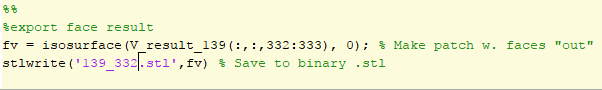 %%
%export face result
fv = isosurface(V_result_139(:,:,332:333), 0); % Make patch w. faces "out"
stlwrite('139_332.stl',fv) % Save to binary .stl